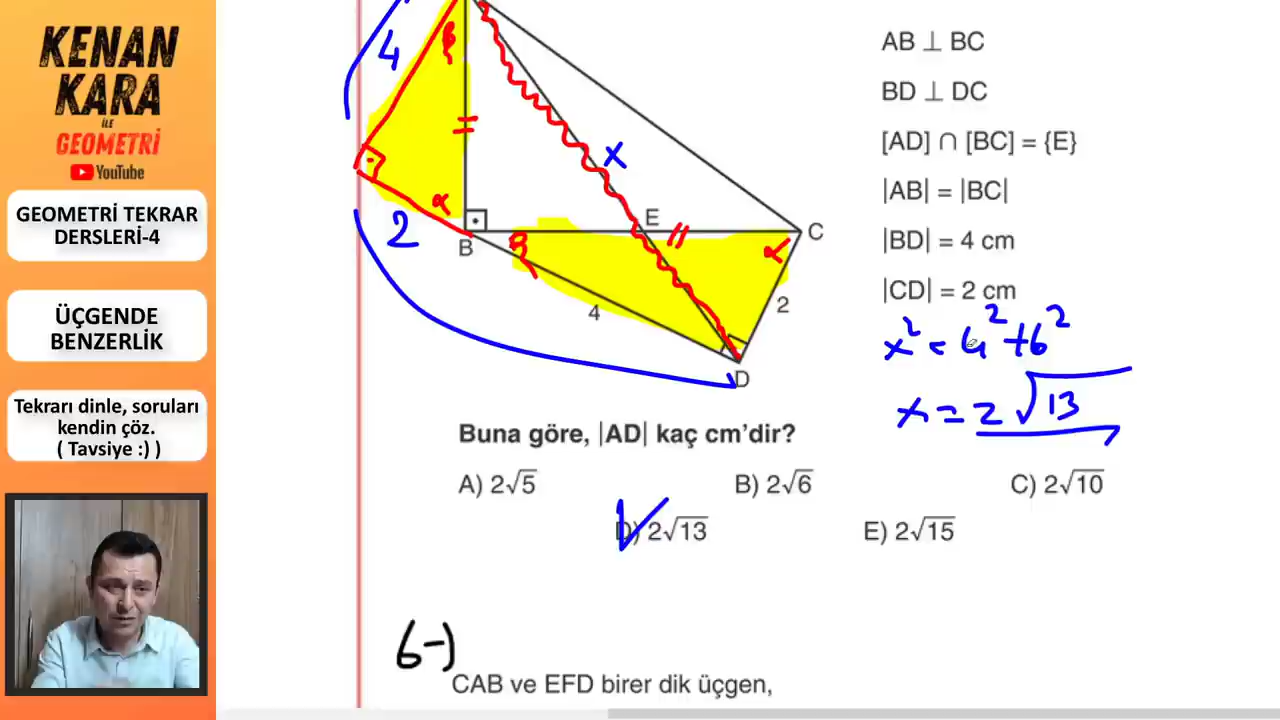 KENAN
KARA
İLE
GEOMETRİ
YouTube
GEOMETRİ TEKRAR
DERSLERİ-4
ÜÇGENDE
BENZERLİK
Tekrarı dinle, soruları
kendin çöz.
( Tavsiye :) )
4
β
α
2
B
x
E
C
β
α
4
2
D
AB ⊥ BC
BD ⊥ DC
[AD] ∩ [BC] = {E}
|AB| = |BC|
|BD| = 4 cm
|CD| = 2 cm
x² = 4² + 6²
x = 2√13
Buna göre, |AD| kaç cm'dir?
A) 2√5 B) 2√6 C) 2√10
D) 2√13 E) 2√15
6-)
CAB ve EFD birer dik üçgen,